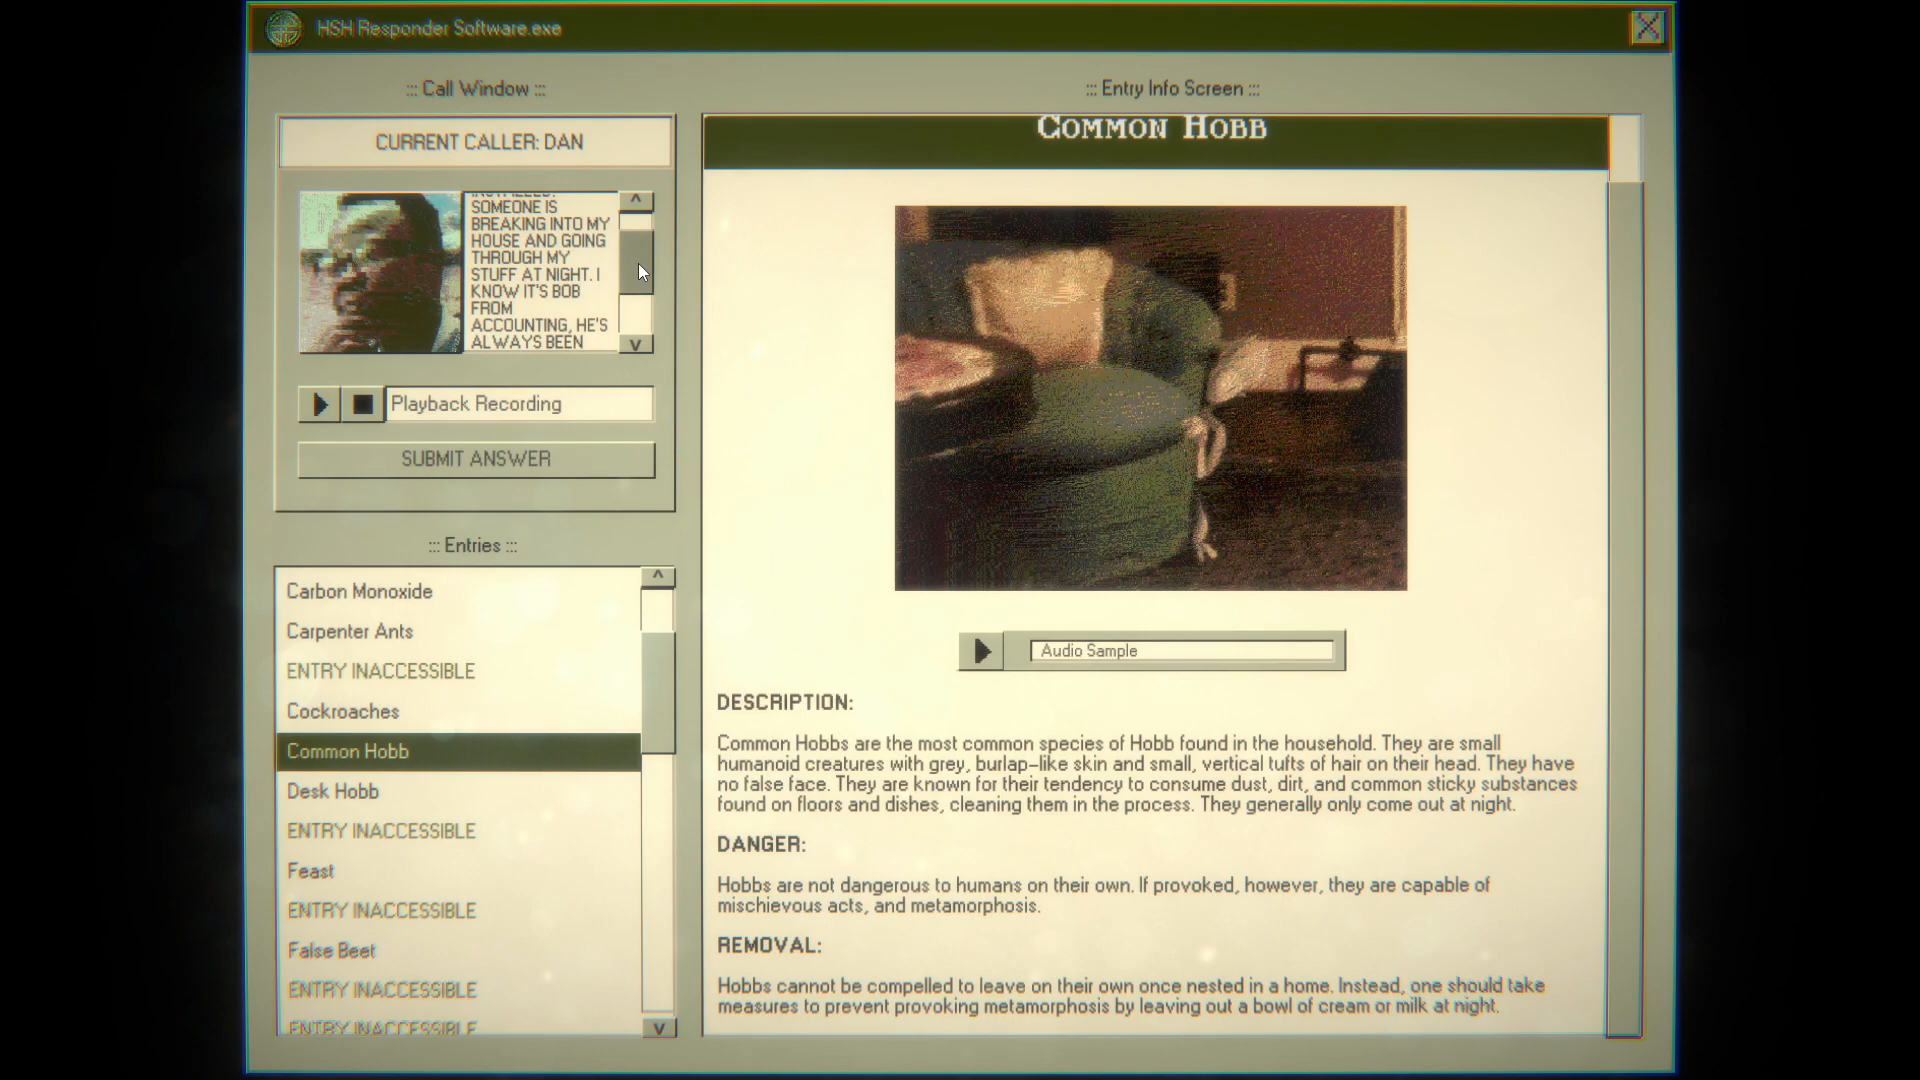 HSH Responder Software.exe
::: Call Window :::
CURRENT CALLER: DAN
SOMEONE IS
BREAKING INTO MY
HOUSE AND GOING
THROUGH MY
STUFF AT NIGHT. I
KNOW IT'S BOB
FROM
ACCOUNTING, HE'S
ALWAYS BEEN
Playback Recording
SUBMIT ANSWER
::: Entries :::
Carbon Monoxide
Carpenter Ants
ENTRY INACCESSIBLE
Cockroaches
Common Hobb
Desk Hobb
ENTRY INACCESSIBLE
Feast
ENTRY INACCESSIBLE
False Beet
ENTRY INACCESSIBLE
ENTRY INACCESSIBLE
::: Entry Info Screen :::
COMMON HOBB
Audio Sample
DESCRIPTION:
Common Hobbs are the most common species of Hobb found in the household. They are small
humanoid creatures with grey, burlap-like skin and small, vertical tufts of hair on their head. They have
no false face. They are known for their tendency to consume dust, dirt, and common sticky substances
found on floors and dishes, cleaning them in the process. They generally only come out at night.
DANGER:
Hobbs are not dangerous to humans on their own. If provoked, however, they are capable of
mischievous acts, and metamorphosis.
REMOVAL:
Hobbs cannot be compelled to leave on their own once nested in a home. Instead, one should take
measures to prevent provoking metamorphosis by leaving out a bowl of cream or milk at night.